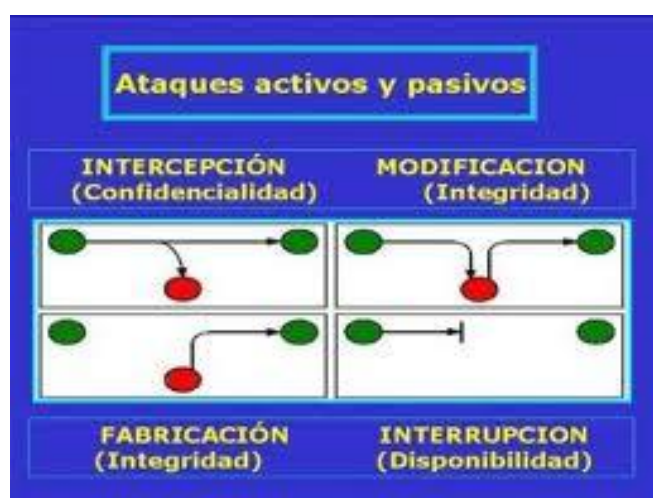 Ataques activos y pasivos
INTERCEPCIÓN MODIFICACION
(Confidencialidad) (Integridad)
FABRICACIÓN INTERRUPCION
(Integridad) (Disponibilidad)